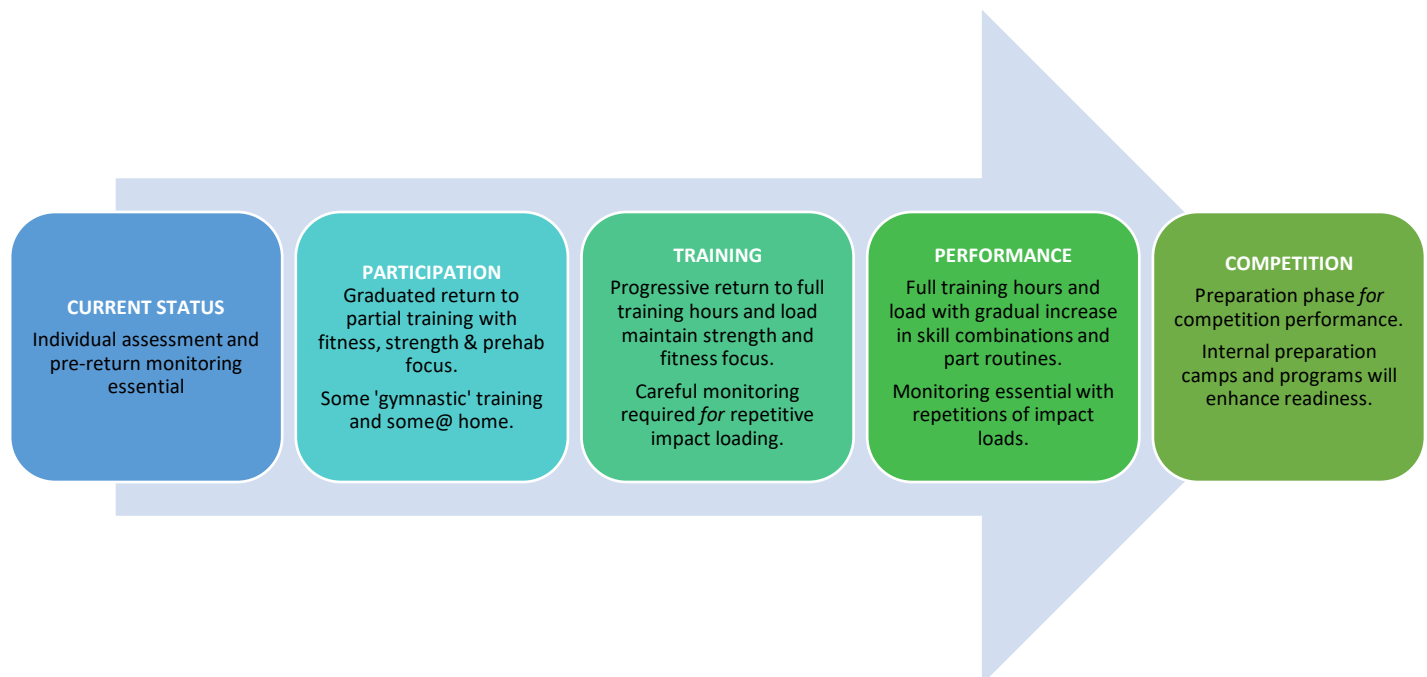 CURRENT STATUS
Individual assessment and
pre-return monitoring
essential
PARTICIPATION
Graduated return to
partial training with
fitness, strength & prehab
focus.
Some 'gymnastic' training
and some@ home.
TRAINING
Progressive return to full
training hours and load
maintain strength and
fitness focus.
Careful monitoring
required for repetitive
impact loading.
PERFORMANCE
Full training hours and
load with gradual increase
in skill combinations and
part routines.
Monitoring essential with
repetitions of impact
loads.
COMPETITION
Preparation phase for
competition performance.
Internal preparation
camps and programs will
enhance readiness.